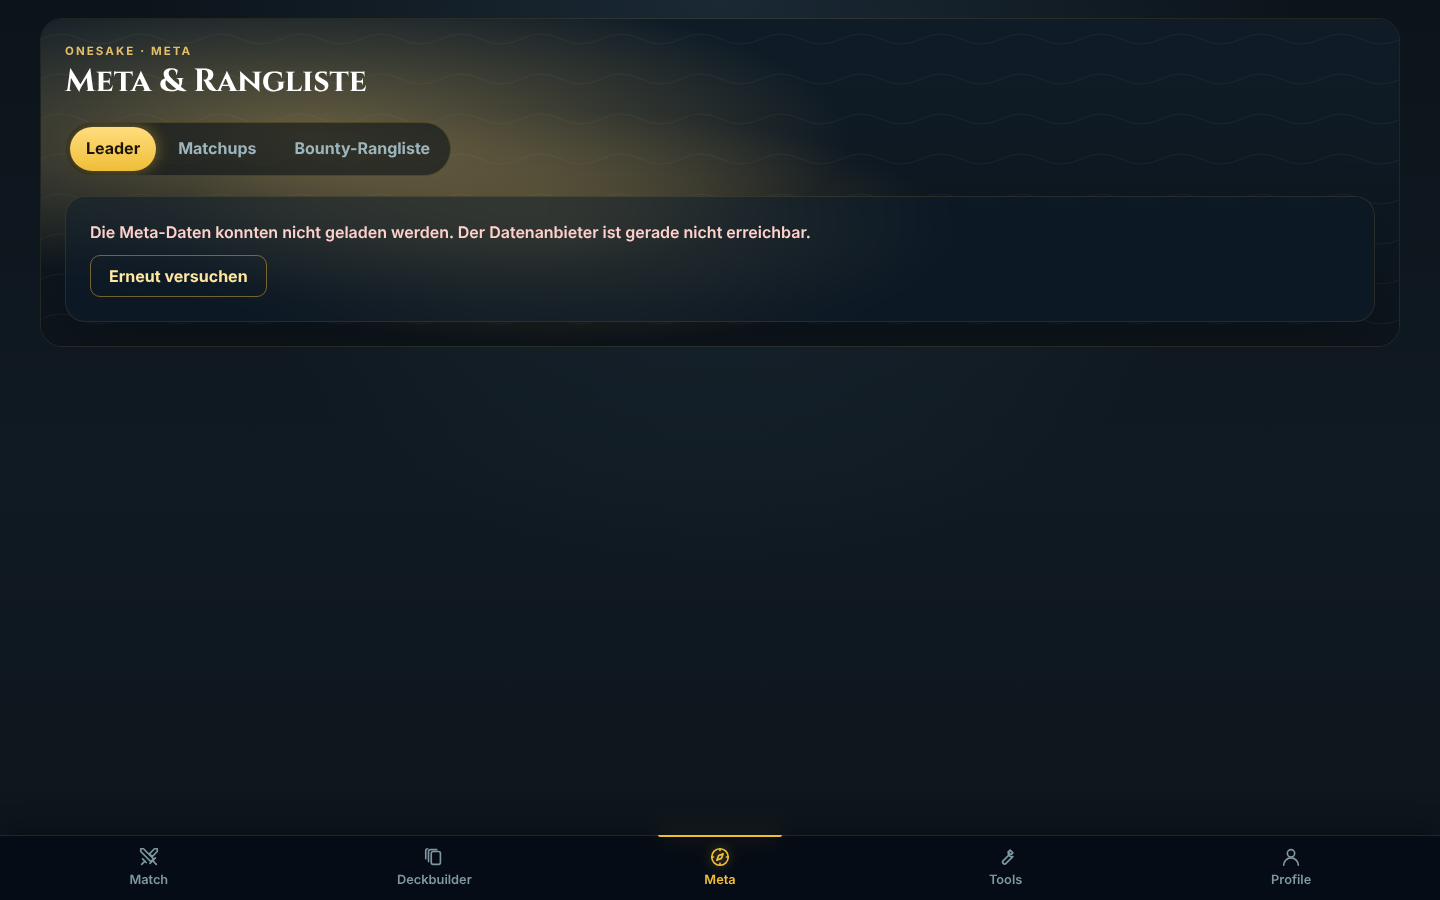 ONESAKE · META
Meta & Rangliste
Leader
Matchups
Bounty-Rangliste
Die Meta-Daten konnten nicht geladen werden. Der Datenanbieter ist gerade nicht erreichbar.
Erneut versuchen
Match
Deckbuilder
Meta
Tools
Profile